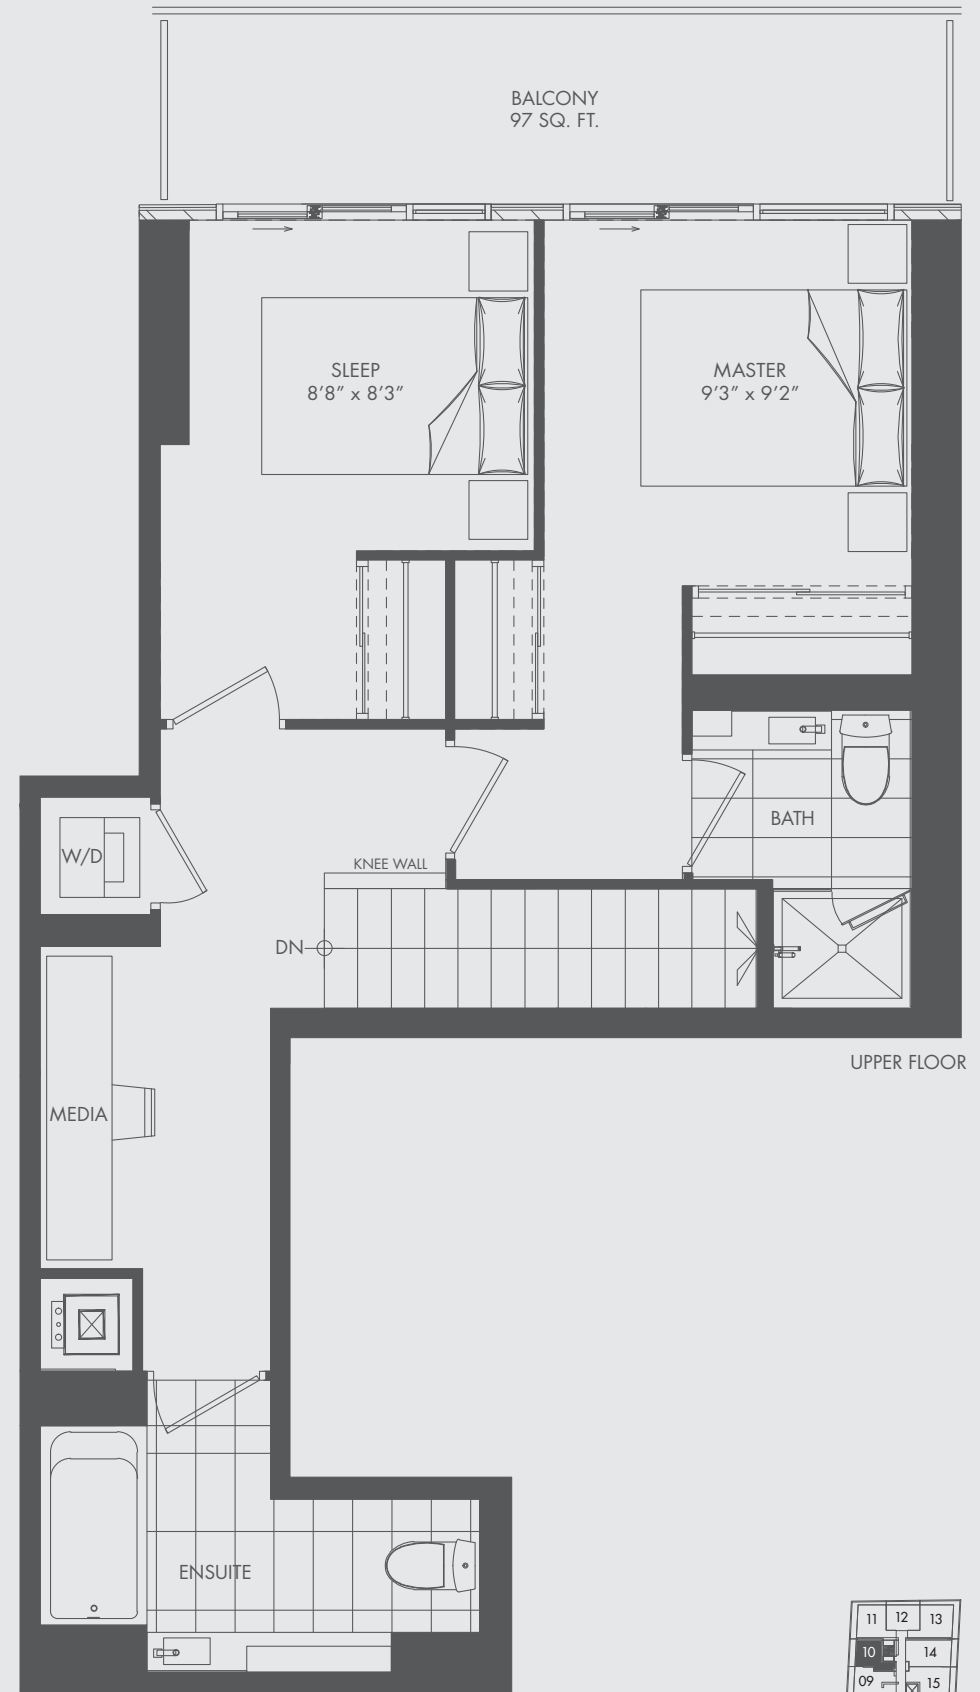 BALCONY
97 SQ. FT.
SLEEP
8’8” x 8’3”
MASTER
9’3” x 9’2”
BATH
W/D
KNEE WALL
DN
UPPER FLOOR
MEDIA
ENSUITE
11 12 13
10 14
09 15